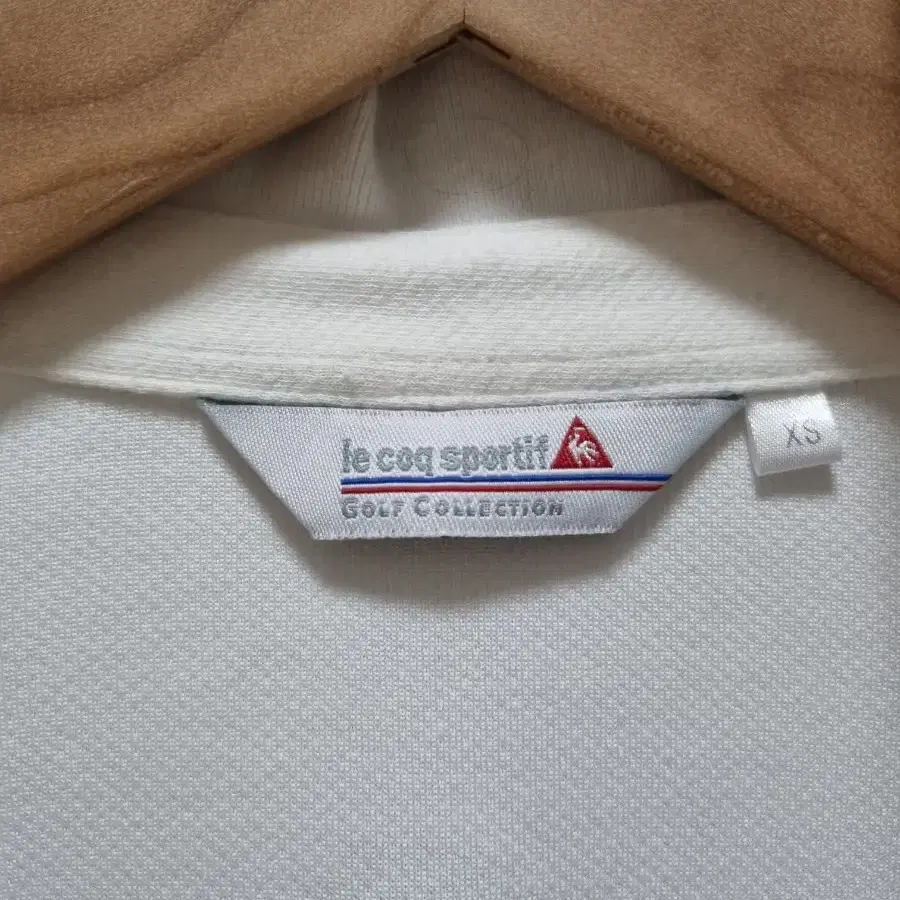 le coq sportif
GOLF COLLECTION
XS